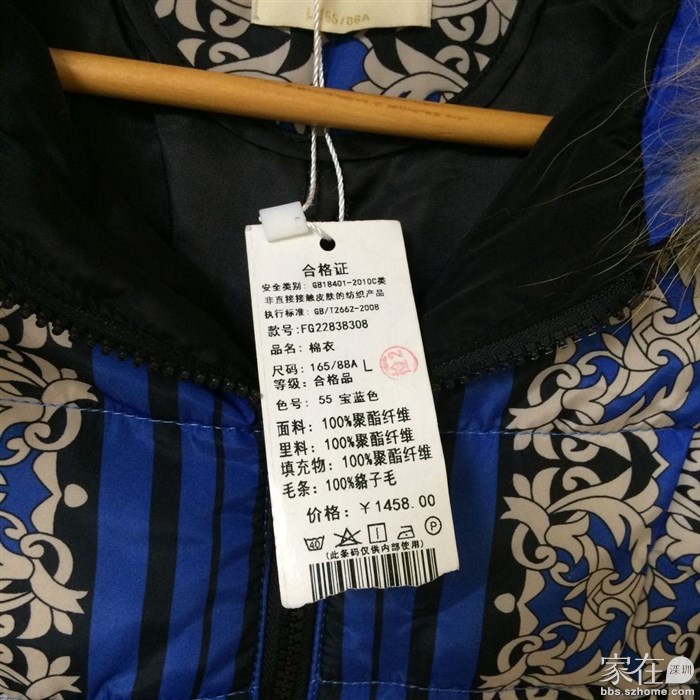 L 165/88A
合格证
安全类别: GB18401-2010C类
非直接接触皮肤的纺织产品
执行标准: GB/T2662-2008
款号: FG22838308
品名: 棉衣
尺码: 165/88A L
等级: 合格品
色号: 55 宝蓝色
面料: 100%聚酯纤维
里料: 100%聚酯纤维
填充物: 100%聚酯纤维
毛条: 100%貉子毛
价格: ¥1458.00
40 P
(此条码仅供内部使用)
家在深圳
bbs.szhome.com